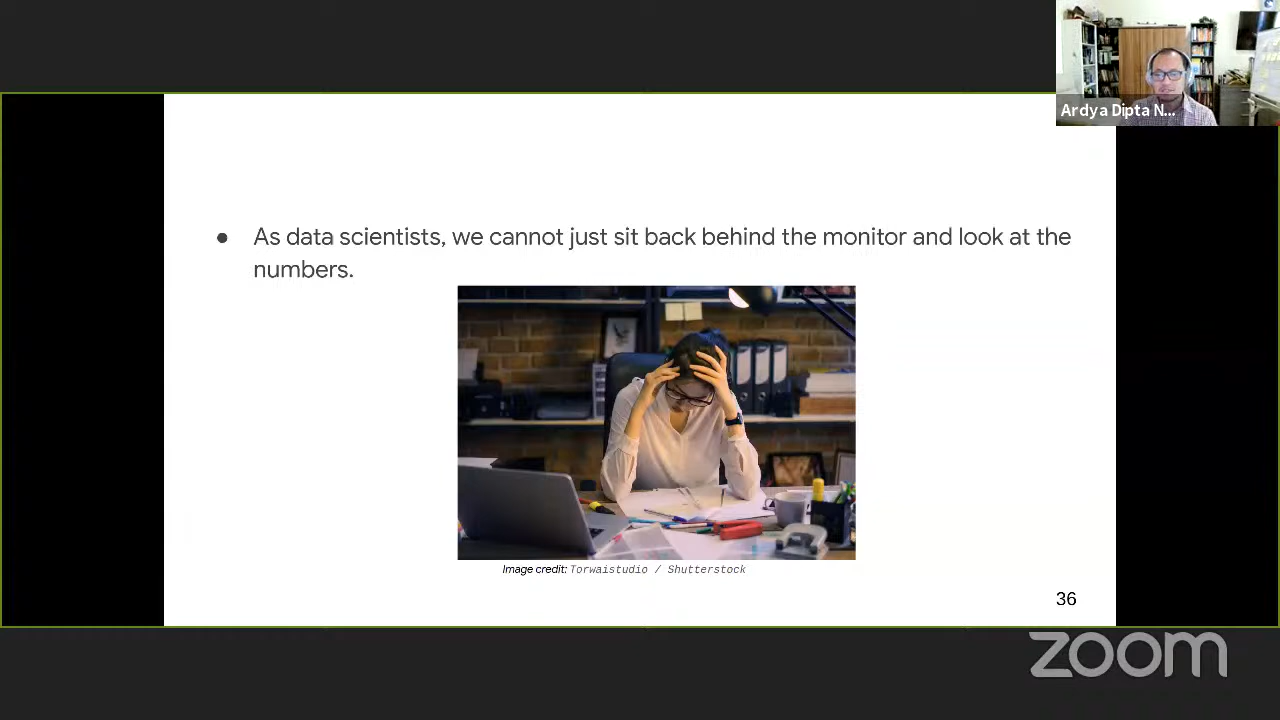 Ardya Dipta N...
● As data scientists, we cannot just sit back behind the monitor and look at the
numbers.
Image credit: Torwaistudio / Shutterstock
36
zoom